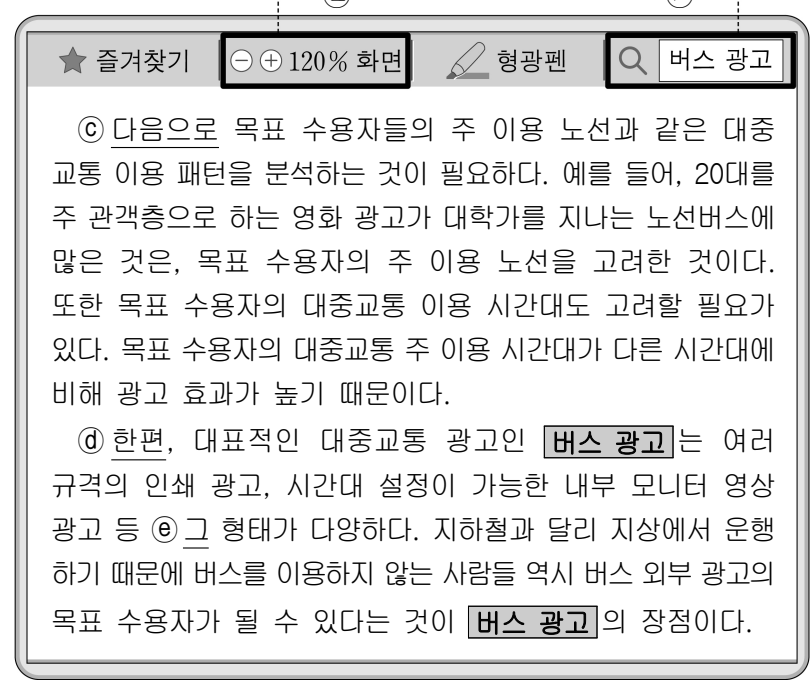 즐겨찾기 ⊖⊕120% 화면 형광펜 버스 광고
ⓒ다음으로 목표 수용자들의 주 이용 노선과 같은 대중
교통 이용 패턴을 분석하는 것이 필요하다. 예를 들어, 20대를
주 관객층으로 하는 영화 광고가 대학가를 지나는 노선버스에
많은 것은, 목표 수용자의 주 이용 노선을 고려한 것이다.
또한 목표 수용자의 대중교통 이용 시간대도 고려할 필요가
있다. 목표 수용자의 대중교통 주 이용 시간대가 다른 시간대에
비해 광고 효과가 높기 때문이다.
ⓓ한편, 대표적인 대중교통 광고인 버스 광고는 여러
규격의 인쇄 광고, 시간대 설정이 가능한 내부 모니터 영상
광고 등 ⓔ그 형태가 다양하다. 지하철과 달리 지상에서 운행
하기 때문에 버스를 이용하지 않는 사람들 역시 버스 외부 광고의
목표 수용자가 될 수 있다는 것이 버스 광고의 장점이다.